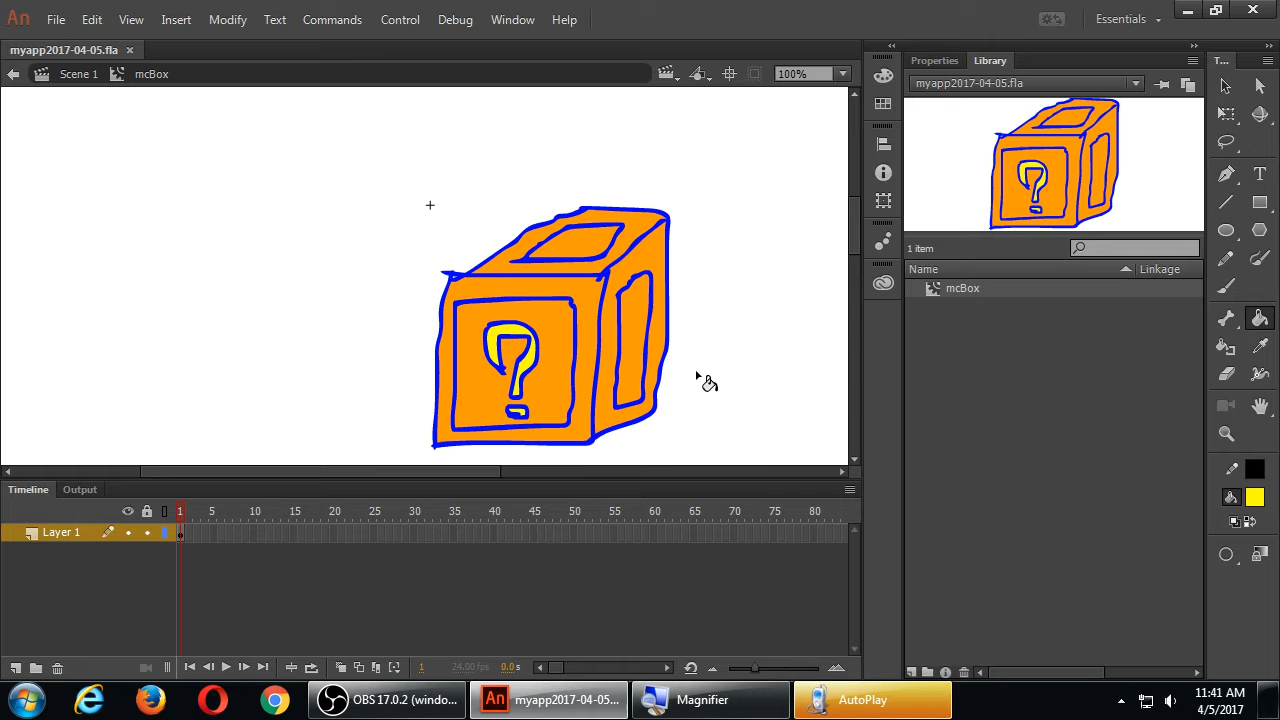 An File Edit View Insert Modify Text Commands Control Debug Window Help Essentials
myapp2017-04-05.fla Properties Library T...
Scene 1 mcBox 100% myapp2017-04-05.fla
?
?
1 item
Name Linkage
mcBox
Timeline Output
1 5 10 15 20 25 30 35 40 45 50 55 60 65 70 75 80
Layer 1
1 24.00 fps 0.0 s
OBS 17.0.2 (windo... An myapp2017-04-05... Magnifier AutoPlay
11:41 AM
4/5/2017